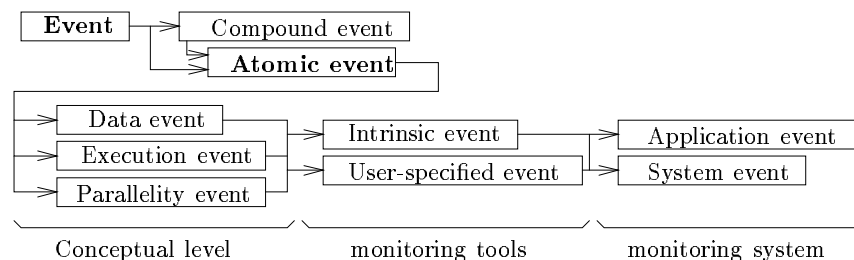 Event
Compound event
Atomic event
Data event
Execution event
Parallelity event
Intrinsic event
User-specified event
Application event
System event
Conceptual level
monitoring tools
monitoring system